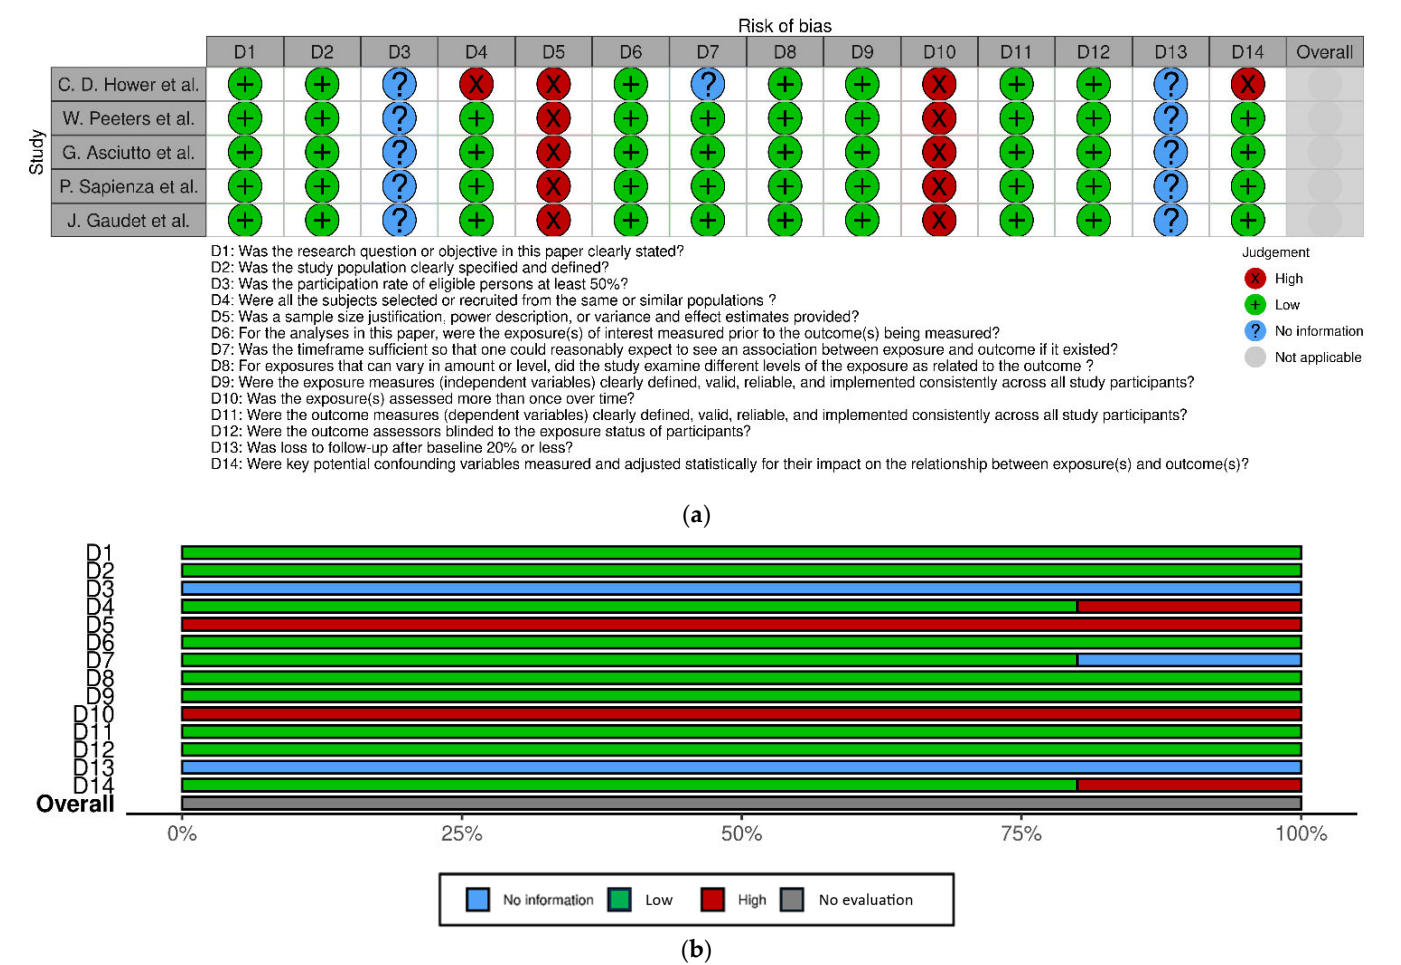 Risk of bias
D1 D2 D3 D4 D5 D6 D7 D8 D9 D10 D11 D12 D13 D14 Overall
Study
C. D. Hower et al. + + ? X X + ? + + X + + ? X
W. Peeters et al. + + ? + X + + + + X + + ? +
G. Asciutto et al. + + ? + X + + + + X + + ? +
P. Sapienza et al. + + ? + X + + + + X + + ? +
J. Gaudet et al. + + ? + X + + + + X + + ? +
D1: Was the research question or objective in this paper clearly stated?
D2: Was the study population clearly specified and defined?
D3: Was the participation rate of eligible persons at least 50%?
D4: Were all the subjects selected or recruited from the same or similar populations ?
D5: Was a sample size justification, power description, or variance and effect estimates provided?
D6: For the analyses in this paper, were the exposure(s) of interest measured prior to the outcome(s) being measured?
D7: Was the timeframe sufficient so that one could reasonably expect to see an association between exposure and outcome if it existed?
D8: For exposures that can vary in amount or level, did the study examine different levels of the exposure as related to the outcome ?
D9: Were the exposure measures (independent variables) clearly defined, valid, reliable, and implemented consistently across all study participants?
D10: Was the exposure(s) assessed more than once over time?
D11: Were the outcome measures (dependent variables) clearly defined, valid, reliable, and implemented consistently across all study participants?
D12: Were the outcome assessors blinded to the exposure status of participants?
D13: Was loss to follow-up after baseline 20% or less?
D14: Were key potential confounding variables measured and adjusted statistically for their impact on the relationship between exposure(s) and outcome(s)?
Judgement
X High
+ Low
? No information
Not applicable
(a)
D1
D2
D3
D4
D5
D6
D7
D8
D9
D10
D11
D12
D13
D14
Overall
0% 25% 50% 75% 100%
No information Low High No evaluation
(b)